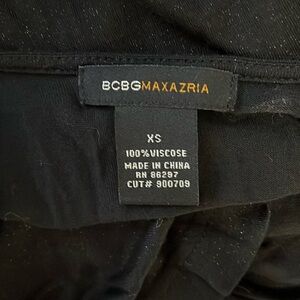 BCBGMAXAZRIA
XS
100%VISCOSE
MADE IN CHINA
RN 86297
CUT# 900709